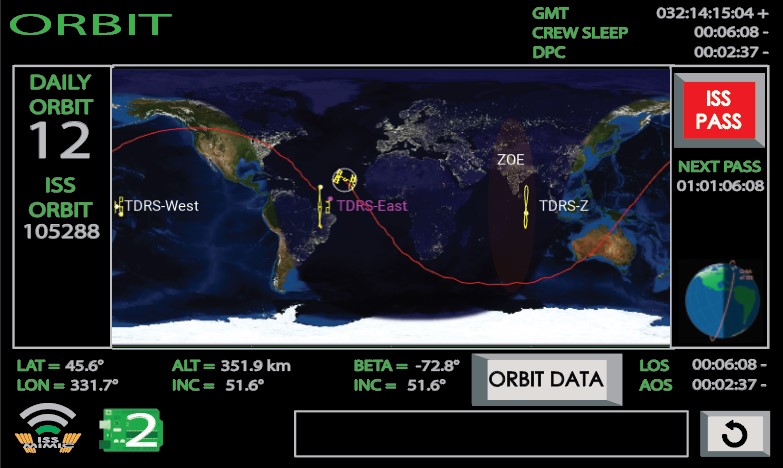 ORBIT
GMT 032:14:15:04 +
CREW SLEEP 00:06:08 -
DPC 00:02:37 -
DAILY
ORBIT
12
ISS
ORBIT
105288
TDRS-West
TDRS-East
ZOE
TDRS-Z
ISS
PASS
NEXT PASS
01:01:06:08
LAT = 45.6°
LON = 331.7°
ALT = 351.9 km
INC = 51.6°
BETA = -72.8°
INC = 51.6°
ORBIT DATA
LOS 00:06:08 -
AOS 00:02:37 -
ISS
MIMIC
2